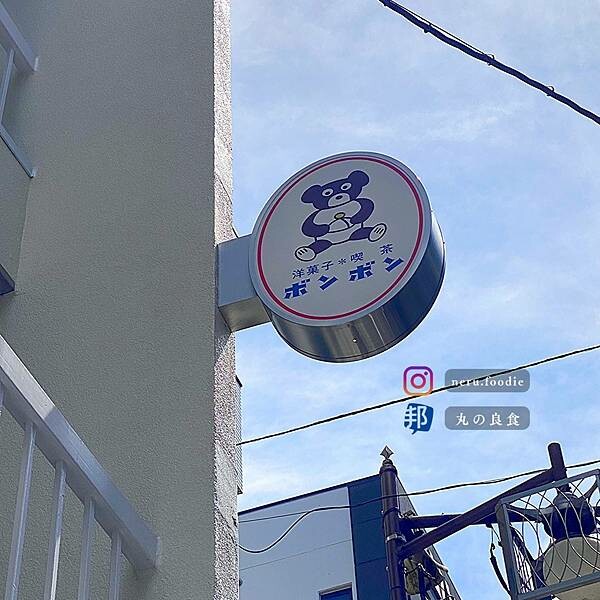 洋菓子*喫茶
ボンボン
neru.foodie
邦 丸の良食